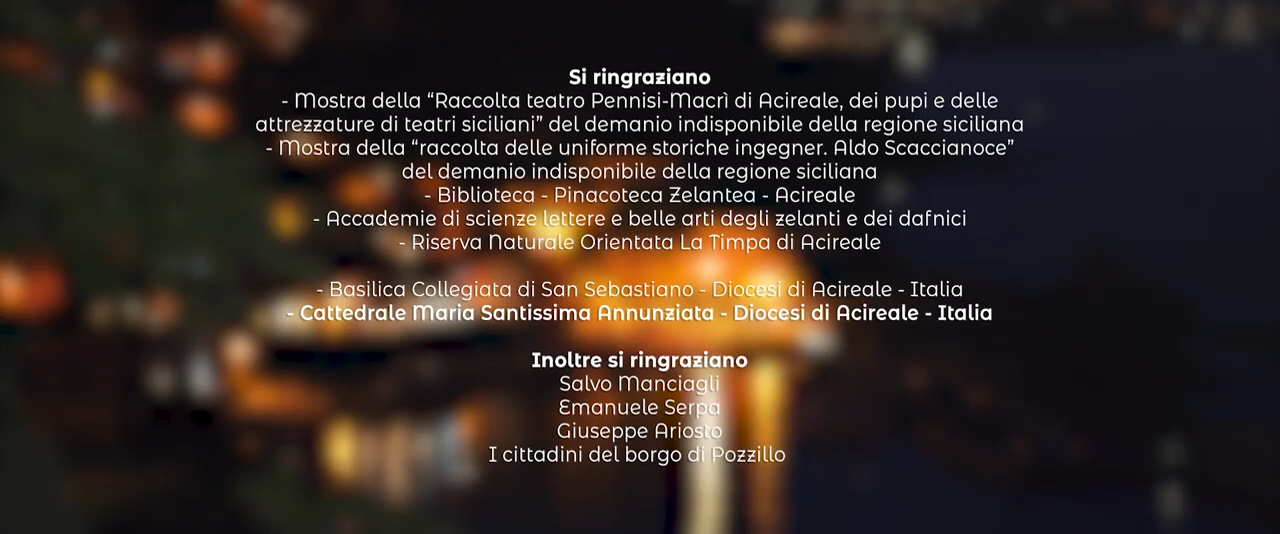 Si ringraziano
- Mostra della “Raccolta teatro Pennisi-Macrì di Acireale, dei pupi e delle
attrezzature di teatri siciliani” del demanio indisponibile della regione siciliana
- Mostra della “raccolta delle uniforme storiche ingegner. Aldo Scaccianoce”
del demanio indisponibile della regione siciliana
- Biblioteca - Pinacoteca Zelantea - Acireale
- Accademie di scienze lettere e belle arti degli zelanti e dei dafnici
- Riserva Naturale Orientata La Timpa di Acireale
- Basilica Collegiata di San Sebastiano - Diocesi di Acireale - Italia
- Cattedrale Maria Santissima Annunziata - Diocesi di Acireale - Italia
Inoltre si ringraziano
Salvo Manciagli
Emanuele Serpa
Giuseppe Ariosto
I cittadini del borgo di Pozzillo